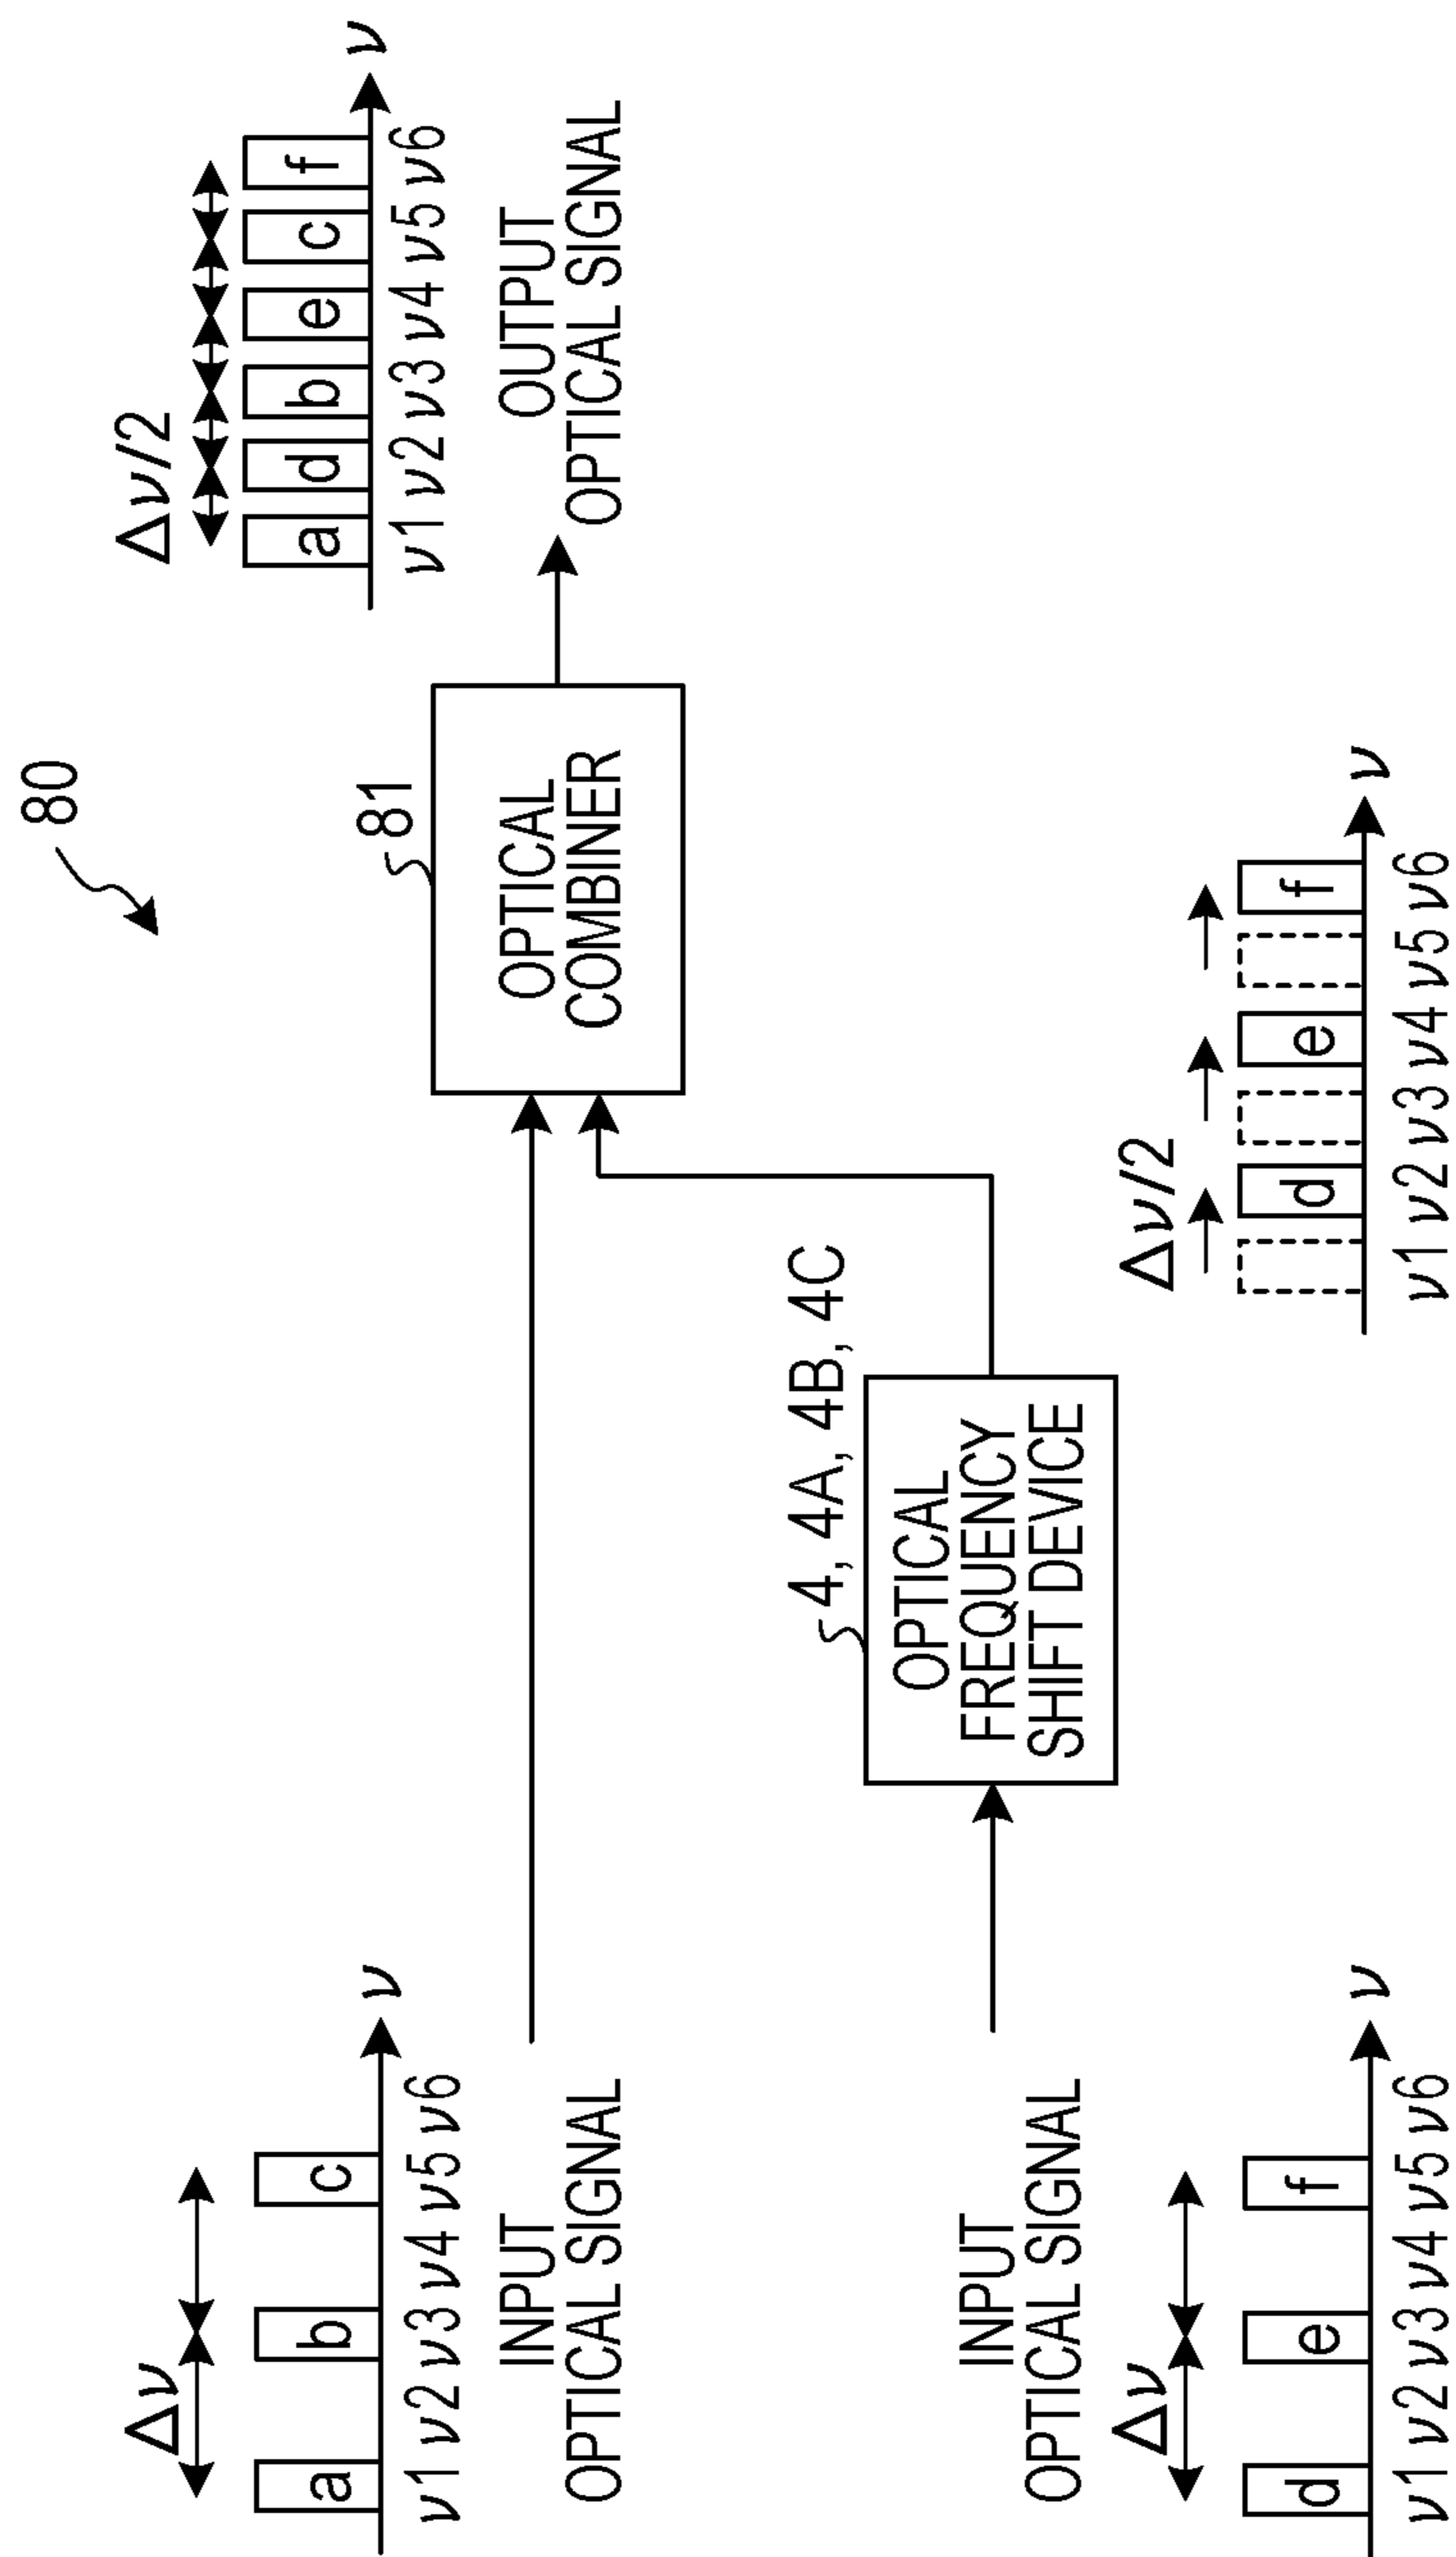 80
Δν
a b c
ν
ν1 ν2 ν3 ν4 ν5 ν6
INPUT
OPTICAL SIGNAL
81
OPTICAL
COMBINER
Δν/2
a d b e c f
ν
ν1 ν2 ν3 ν4 ν5 ν6
OUTPUT
OPTICAL SIGNAL
4, 4A, 4B, 4C
OPTICAL
FREQUENCY
SHIFT DEVICE
INPUT
OPTICAL SIGNAL
Δν
d e f
ν
ν1 ν2 ν3 ν4 ν5 ν6
Δν/2
d e f
ν
ν1 ν2 ν3 ν4 ν5 ν6